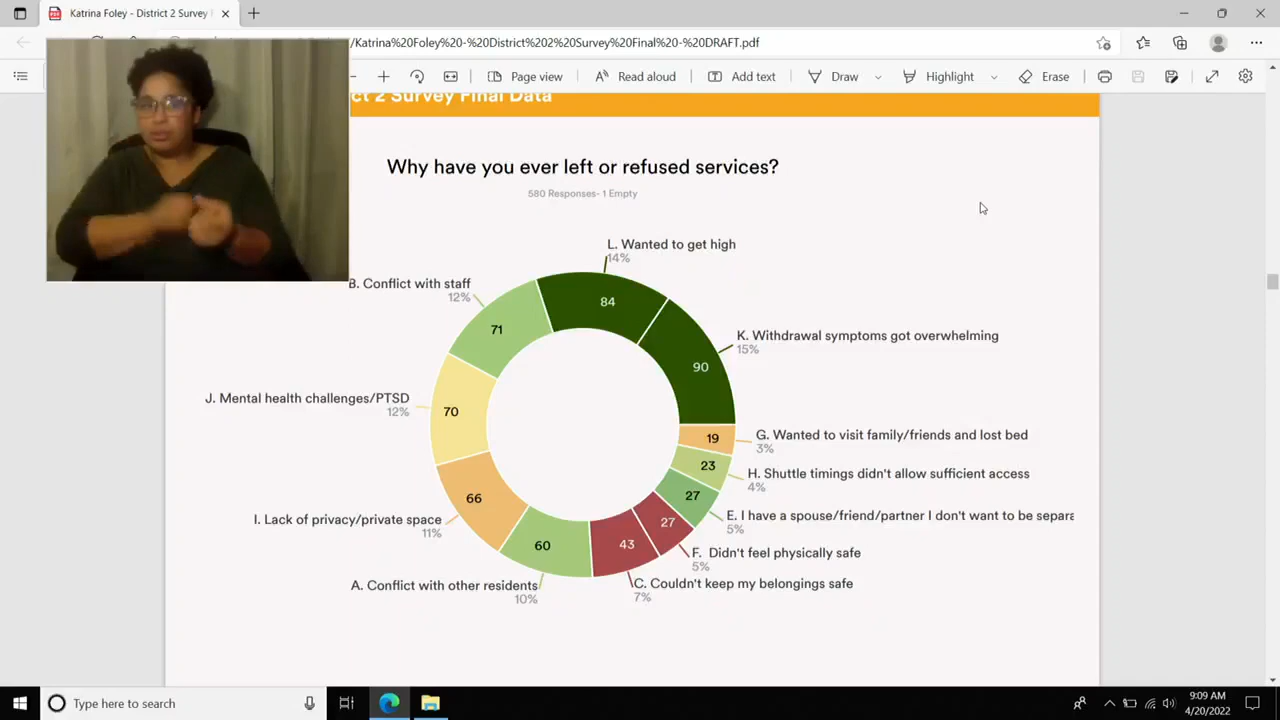 Katrina Foley - District 2 Survey
/Katrina%20Foley%20-%20District%202%20Survey%20Final%20-%20DRAFT.pdf
Page view
Read aloud
Add text
Draw
Highlight
Erase
ct 2 Survey Final Data
Why have you ever left or refused services?
580 Responses- 1 Empty
L. Wanted to get high
14%
B. Conflict with staff
12%
84
71
K. Withdrawal symptoms got overwhelming
15%
90
J. Mental health challenges/PTSD
12%
70
19
G. Wanted to visit family/friends and lost bed
3%
23
H. Shuttle timings didn't allow sufficient access
4%
27
E. I have a spouse/friend/partner I don't want to be separa
5%
66
I. Lack of privacy/private space
11%
27
F. Didn't feel physically safe
5%
60
43
A. Conflict with other residents
10%
C. Couldn't keep my belongings safe
7%
Type here to search
9:09 AM
4/20/2022